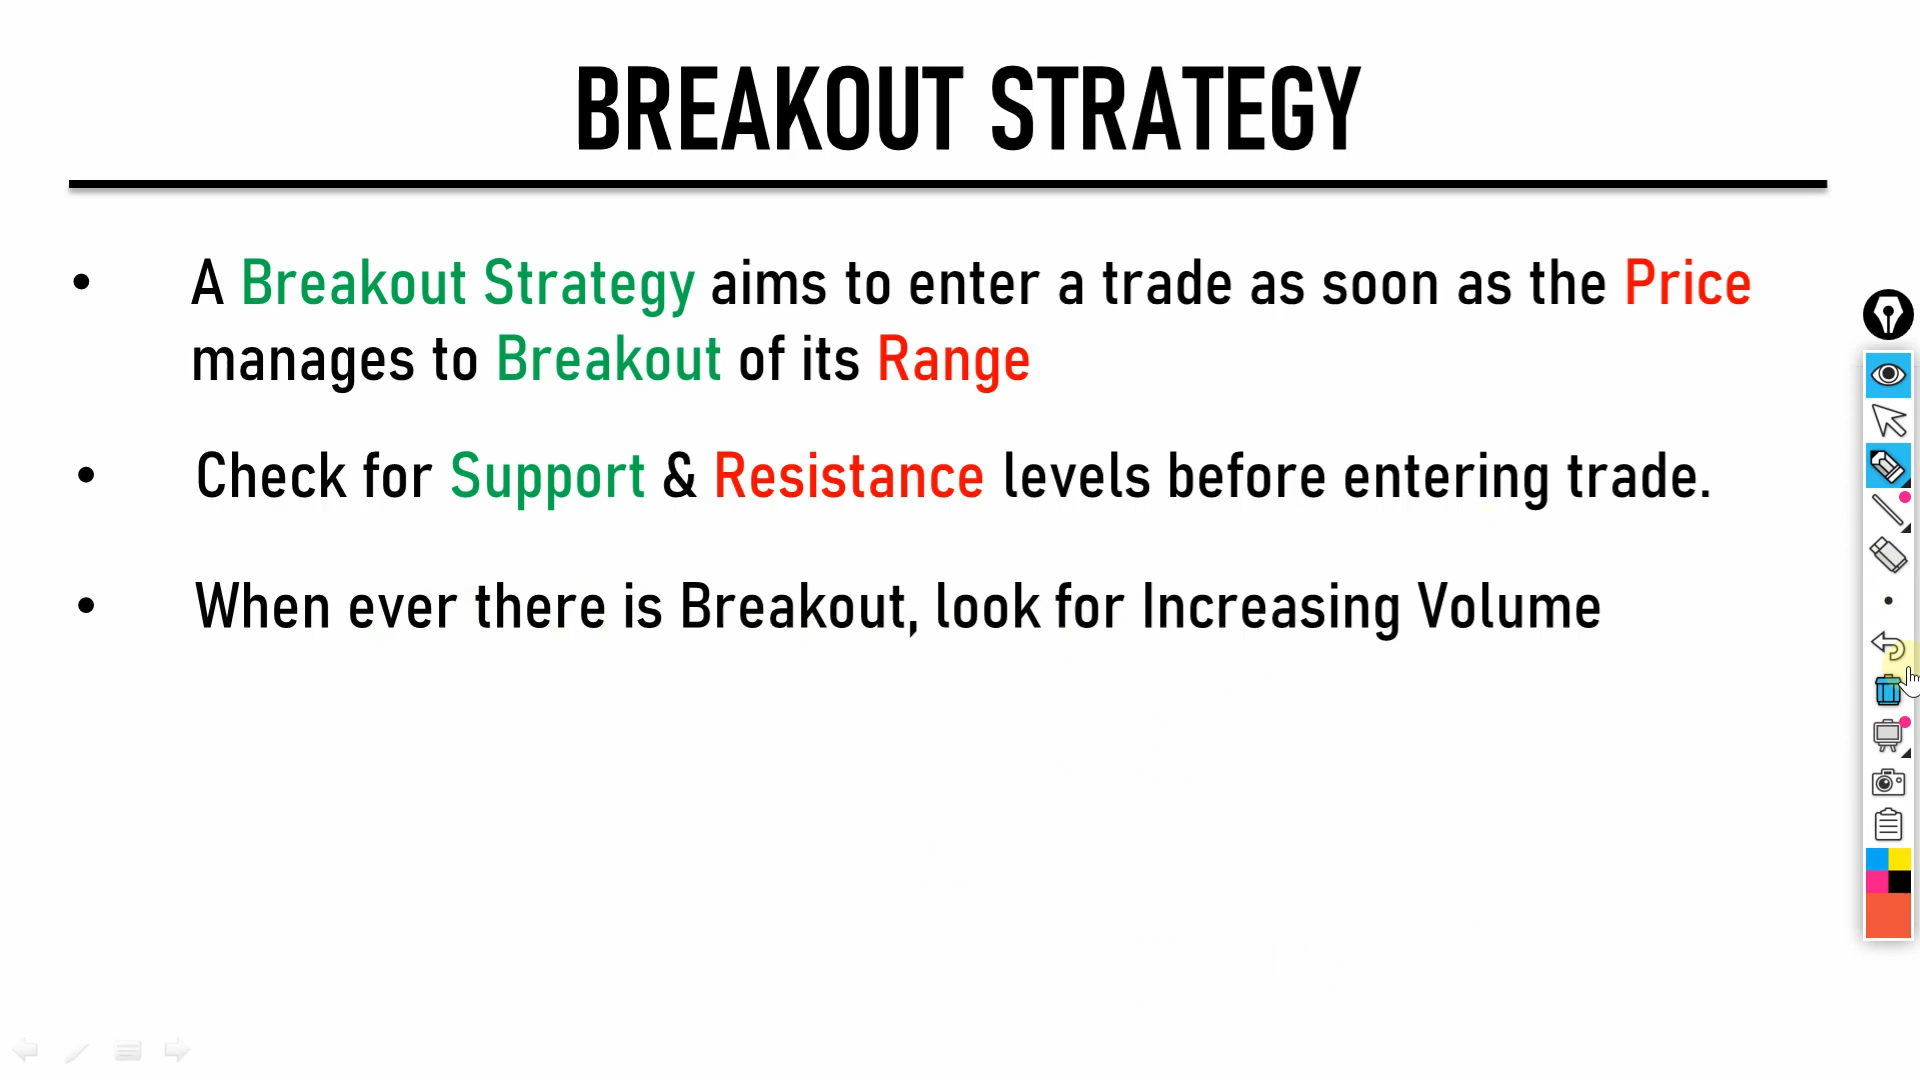 BREAKOUT STRATEGY
• A Breakout Strategy aims to enter a trade as soon as the Price
manages to Breakout of its Range
• Check for Support & Resistance levels before entering trade.
• When ever there is Breakout, look for Increasing Volume